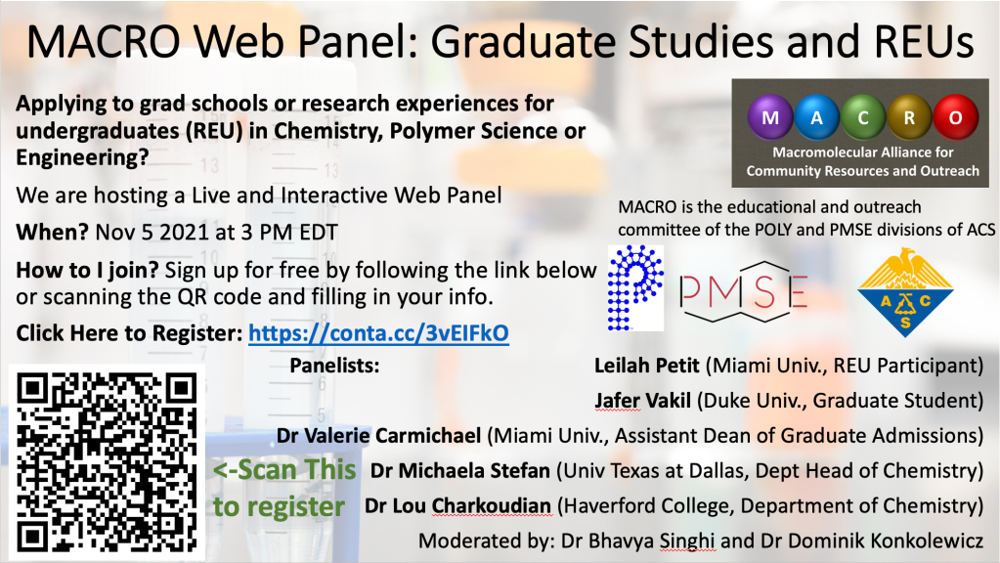 MACRO Web Panel: Graduate Studies and REUs
Applying to grad schools or research experiences for
undergraduates (REU) in Chemistry, Polymer Science or
Engineering?
We are hosting a Live and Interactive Web Panel
When? Nov 5 2021 at 3 PM EDT
How to I join? Sign up for free by following the link below
or scanning the QR code and filling in your info.
Click Here to Register: https://conta.cc/3vEIFkO
M A C R O
Macromolecular Alliance for
Community Resources and Outreach
MACRO is the educational and outreach
committee of the POLY and PMSE divisions of ACS
P
PMSE
A C S
<-Scan This
to register
Panelists:
Leilah Petit (Miami Univ., REU Participant)
Jafer Vakil (Duke Univ., Graduate Student)
Dr Valerie Carmichael (Miami Univ., Assistant Dean of Graduate Admissions)
Dr Michaela Stefan (Univ Texas at Dallas, Dept Head of Chemistry)
Dr Lou Charkoudian (Haverford College, Department of Chemistry)
Moderated by: Dr Bhavya Singhi and Dr Dominik Konkolewicz